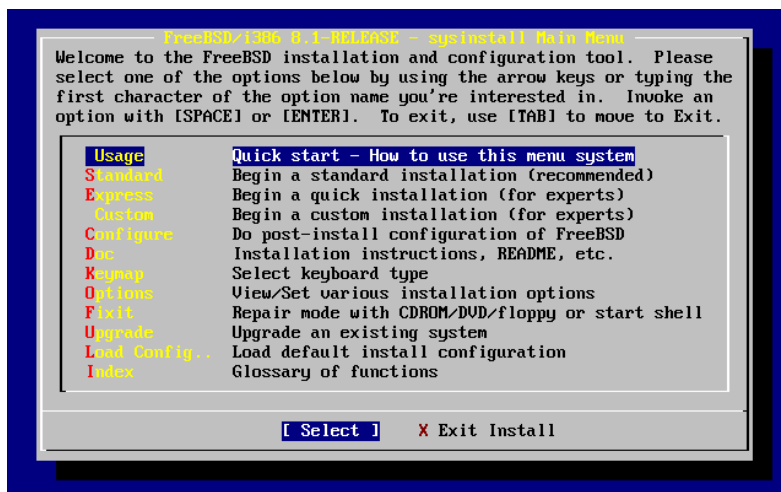 FreeBSD/i386 8.1-RELEASE - sysinstall Main Menu
Welcome to the FreeBSD installation and configuration tool.  Please
select one of the options below by using the arrow keys or typing the
first character of the option name you're interested in.  Invoke an
option with [SPACE] or [ENTER].  To exit, use [TAB] to move to Exit.
Usage Quick start - How to use this menu system
Standard Begin a standard installation (recommended)
Express Begin a quick installation (for experts)
Custom Begin a custom installation (for experts)
Configure Do post-install configuration of FreeBSD
Doc Installation instructions, README, etc.
Keymap Select keyboard type
Options View/Set various installation options
Fixit Repair mode with CDROM/DVD/floppy or start shell
Upgrade Upgrade an existing system
Load Config.. Load default install configuration
Index Glossary of functions
[ Select ] X Exit Install